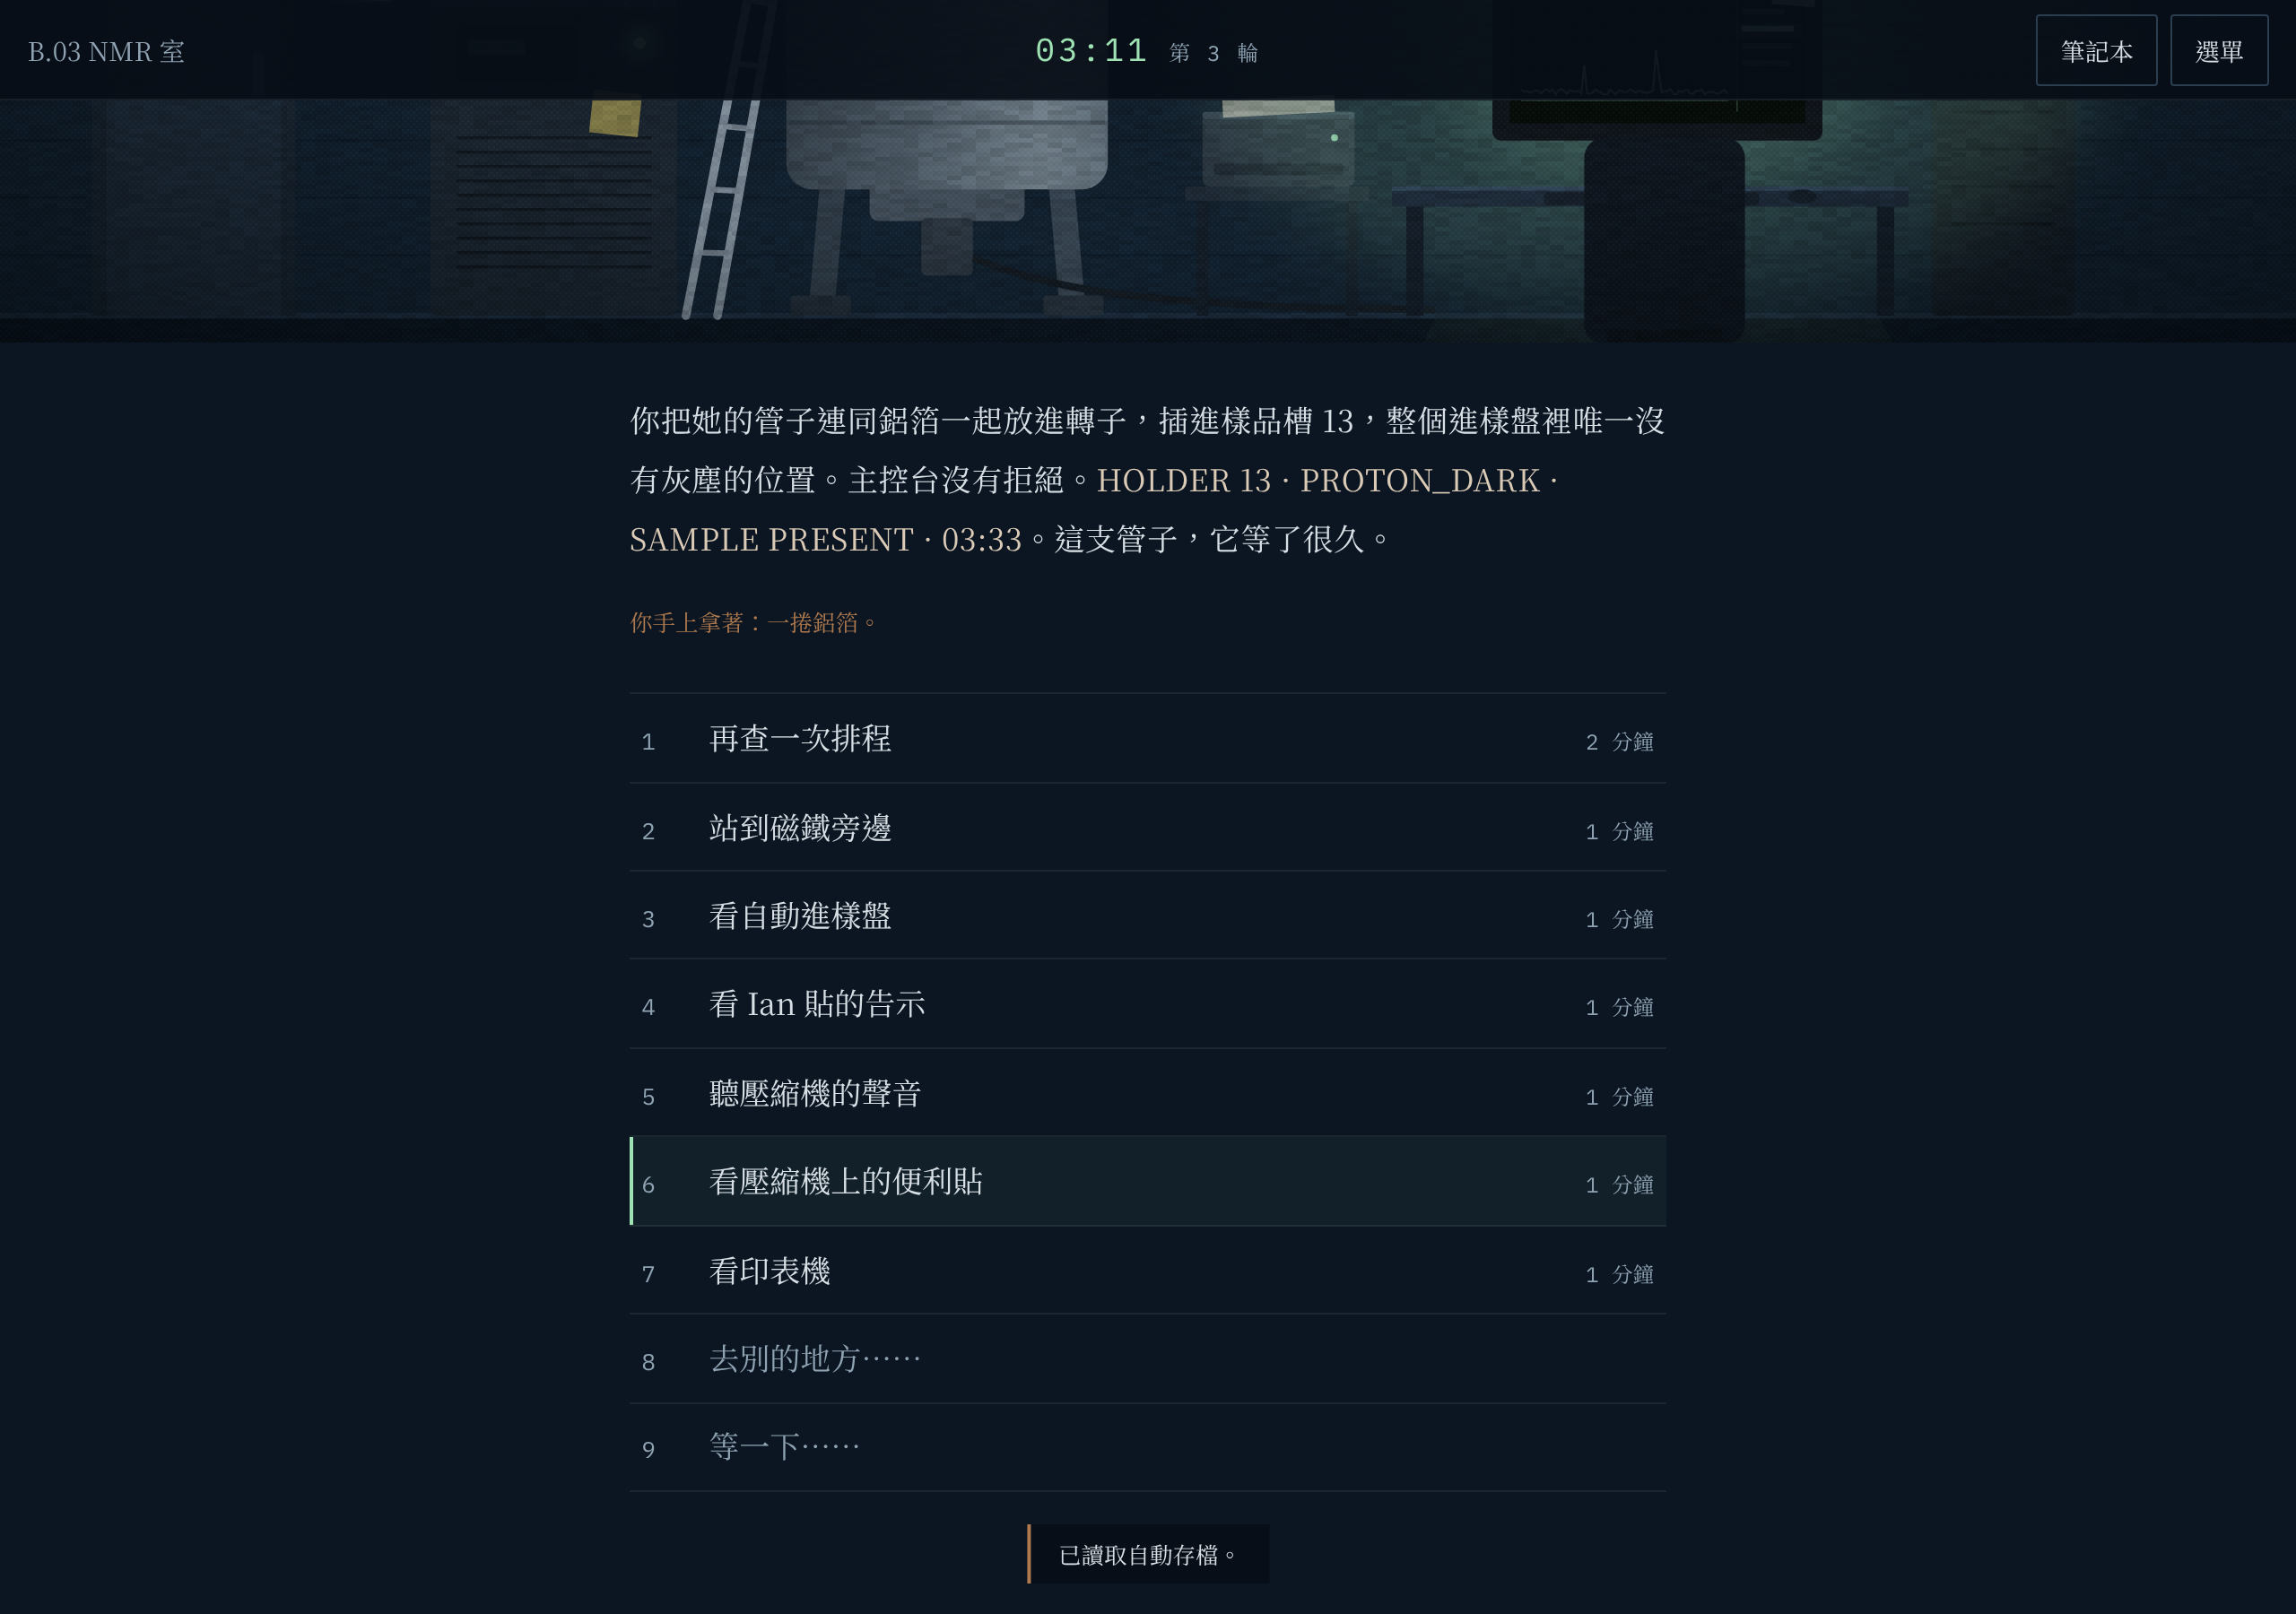 B.03 NMR 室
03:11 第 3 輪
筆記本
選單
你把她的管子連同鋁箔一起放進轉子，插進樣品槽 13，整個進樣盤裡唯一沒
有灰塵的位置。主控台沒有拒絕。HOLDER 13 · PROTON_DARK ·
SAMPLE PRESENT · 03:33。這支管子，它等了很久。
你手上拿著：一捲鋁箔。
1 再查一次排程 2 分鐘
2 站到磁鐵旁邊 1 分鐘
3 看自動進樣盤 1 分鐘
4 看 Ian 貼的告示 1 分鐘
5 聽壓縮機的聲音 1 分鐘
6 看壓縮機上的便利貼 1 分鐘
7 看印表機 1 分鐘
8 去別的地方⋯⋯
9 等一下⋯⋯
已讀取自動存檔。